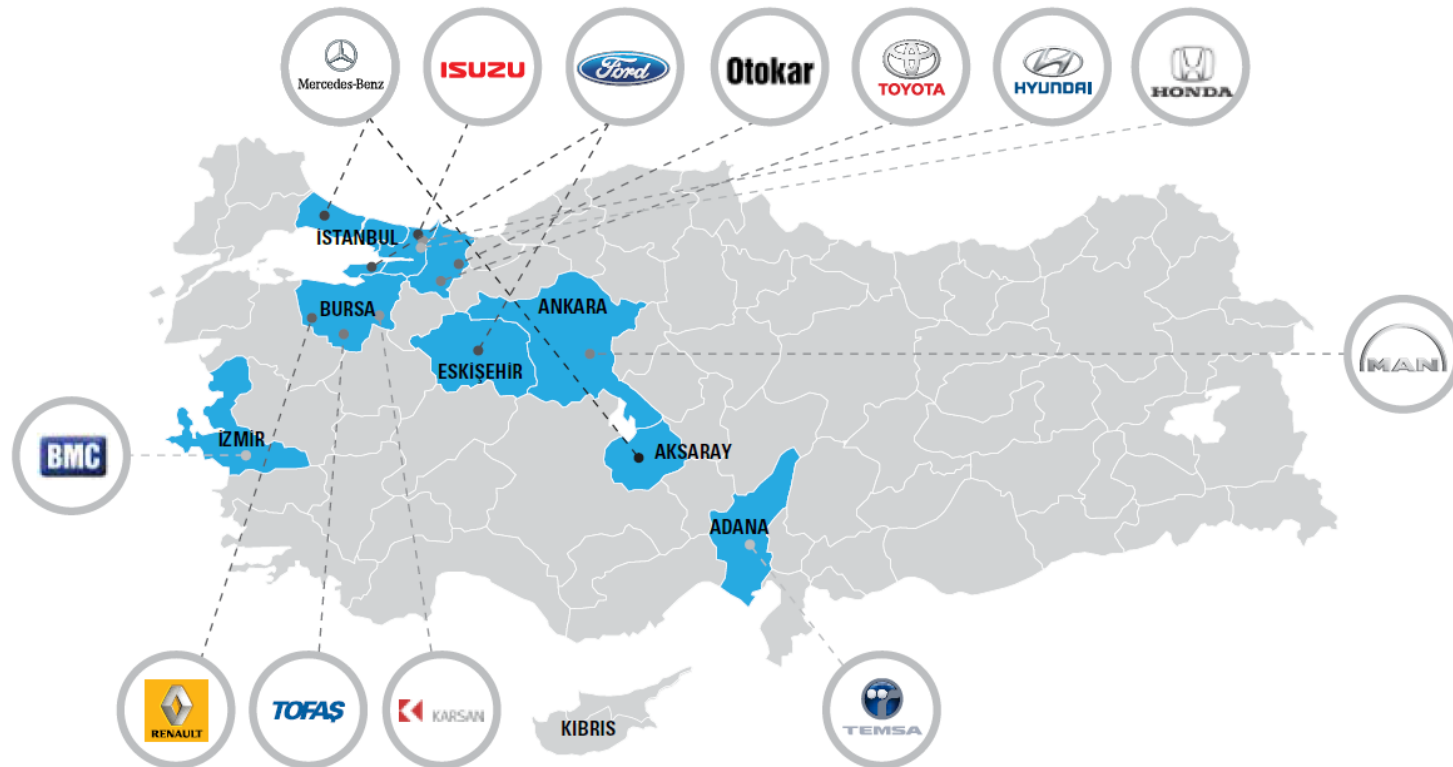 Mercedes-Benz
ISUZU
Ford
Otokar
TOYOTA
HYUNDAI
HONDA
İSTANBUL
BURSA
ANKARA
ESKİŞEHİR
MAN
BMC
İZMİR
AKSARAY
ADANA
RENAULT
TOFAŞ
KARSAN
KIBRIS
TEMSA